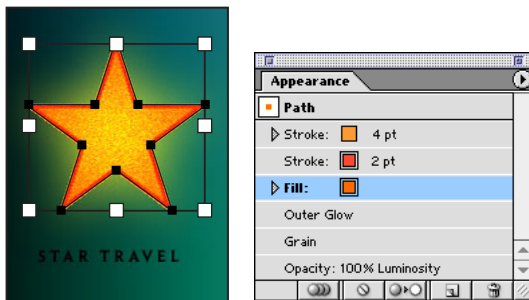 STAR TRAVEL
Appearance
Path
Stroke: 4 pt
Stroke: 2 pt
Fill:
Outer Glow
Grain
Opacity: 100% Luminosity